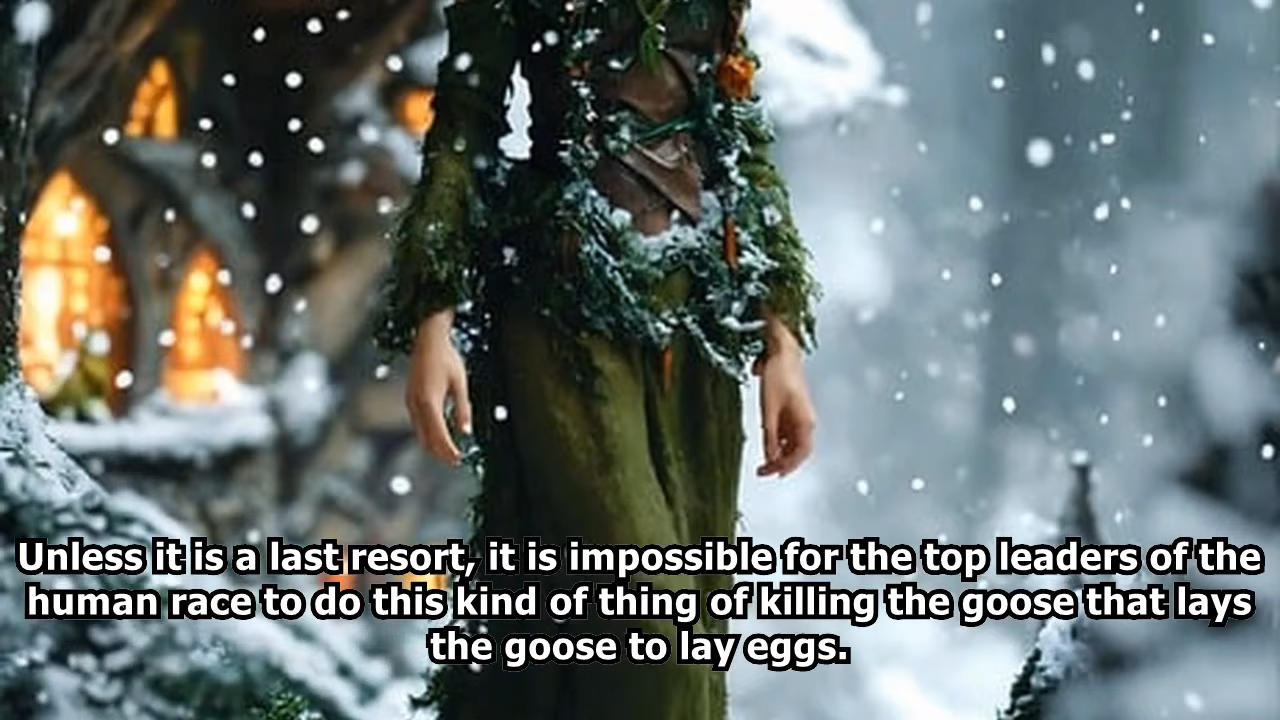 Unless it is a last resort, it is impossible for the top leaders of the
human race to do this kind of thing of killing the goose that lays
the goose to lay eggs.